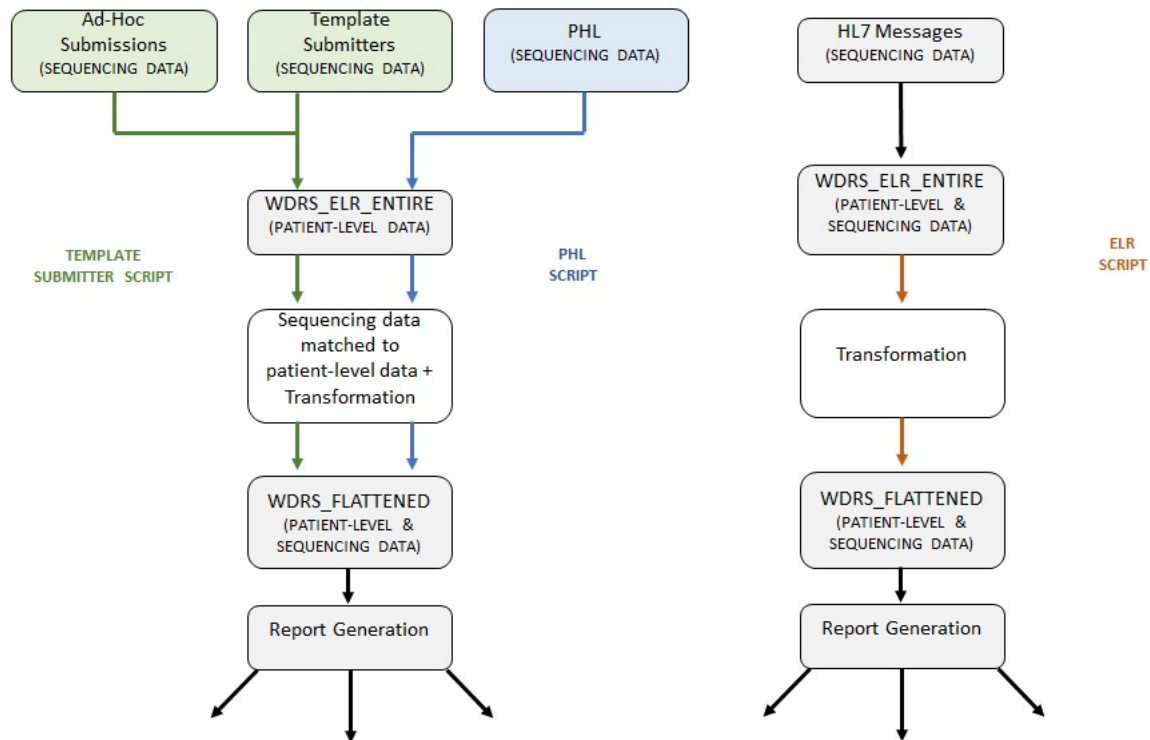 Ad-Hoc
Submissions
(SEQUENCING DATA)
Template
Submitters
(SEQUENCING DATA)
PHL
(SEQUENCING DATA)
WDRS_ELR_ENTIRE
(PATIENT-LEVEL DATA)
TEMPLATE
SUBMITTER SCRIPT
PHL
SCRIPT
Sequencing data
matched to
patient-level data +
Transformation
WDRS_FLATTENED
(PATIENT-LEVEL &
SEQUENCING DATA)
Report Generation
HL7 Messages
(SEQUENCING DATA)
WDRS_ELR_ENTIRE
(PATIENT-LEVEL &
SEQUENCING DATA)
ELR
SCRIPT
Transformation
WDRS_FLATTENED
(PATIENT-LEVEL &
SEQUENCING DATA)
Report Generation